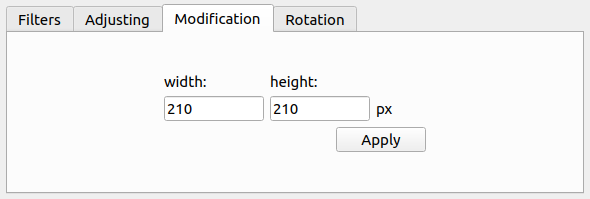 Filters Adjusting Modification Rotation
width: height:
210 210 px
Apply